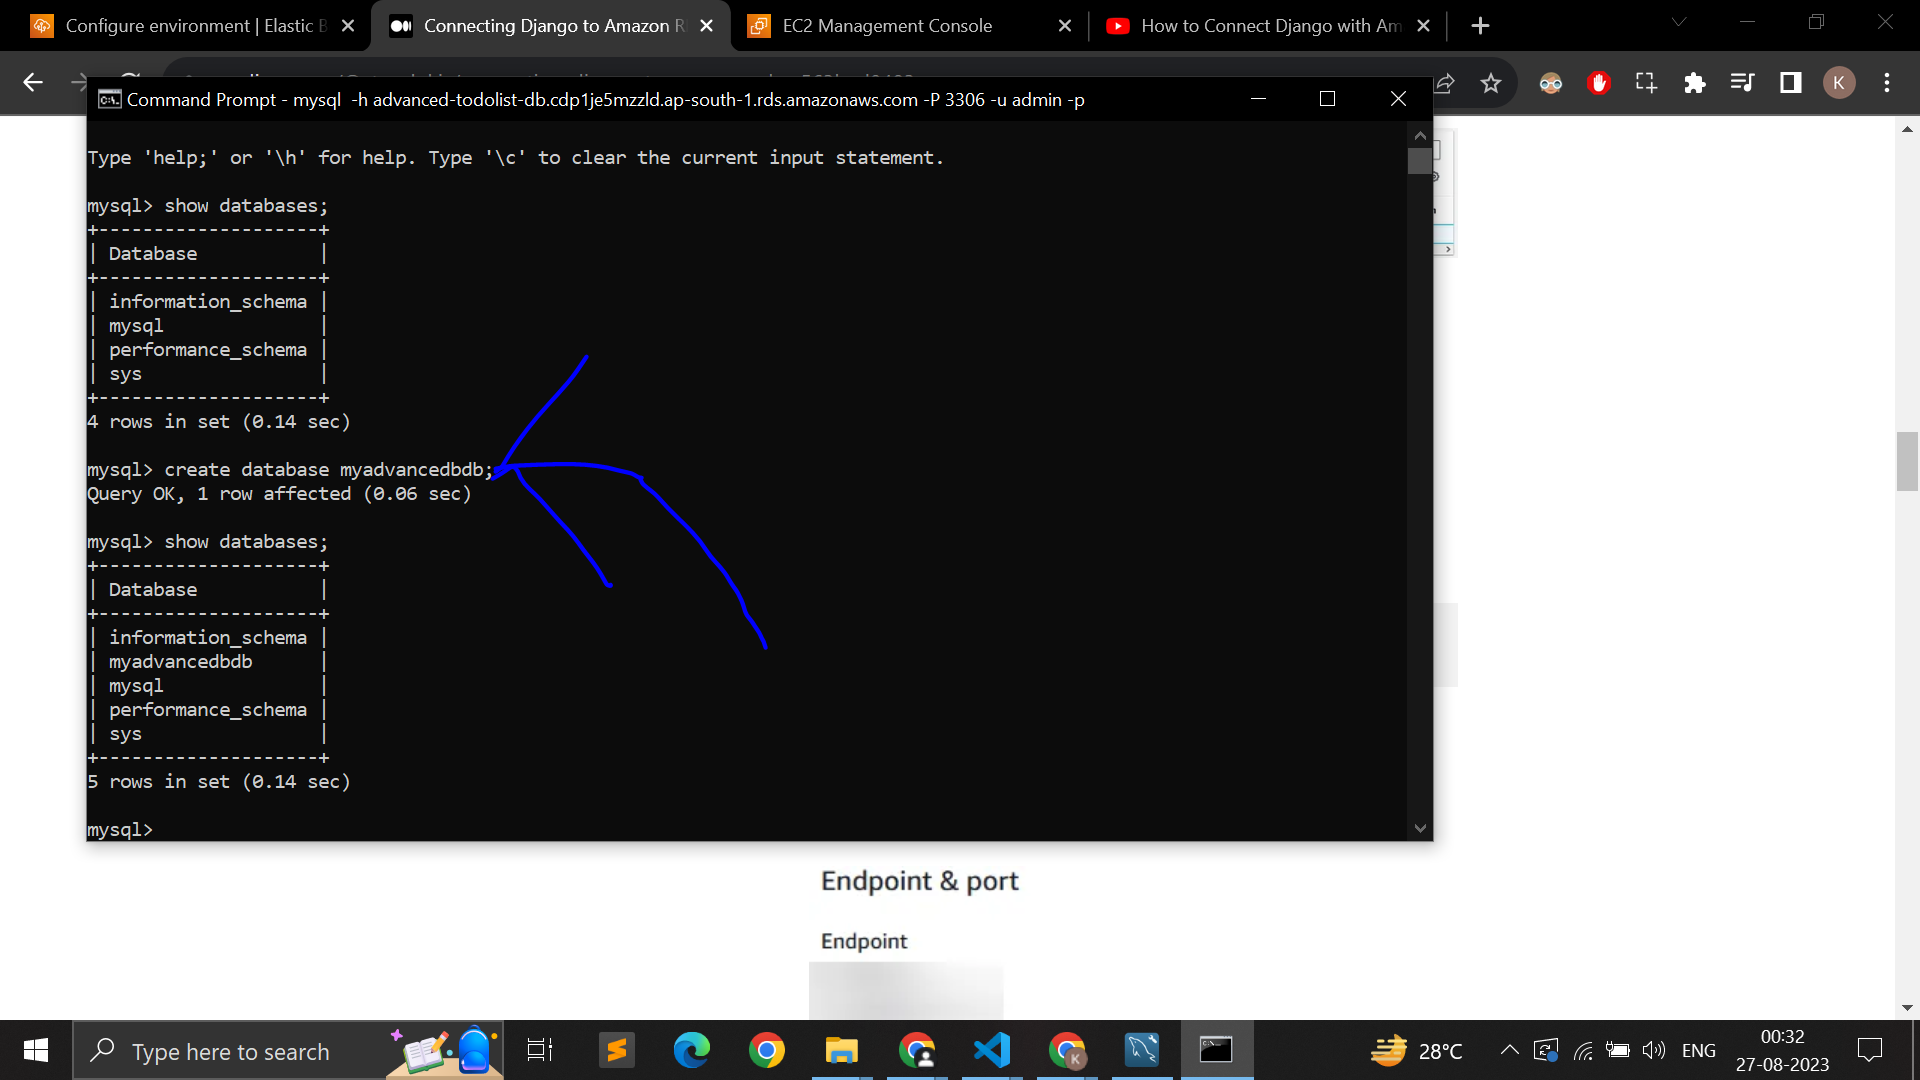 Configure environment | Elastic B
Connecting Django to Amazon R
EC2 Management Console
How to Connect Django with Am
K
Command Prompt - mysql -h advanced-todolist-db.cdp1je5mzzld.ap-south-1.rds.amazonaws.com -P 3306 -u admin -p
Type 'help;' or '\h' for help. Type '\c' to clear the current input statement.
mysql> show databases;
+--------------------+
| Database           |
+--------------------+
| information_schema |
| mysql              |
| performance_schema |
| sys                |
+--------------------+
4 rows in set (0.14 sec)
mysql> create database myadvancedbdb;
Query OK, 1 row affected (0.06 sec)
mysql> show databases;
+--------------------+
| Database           |
+--------------------+
| information_schema |
| myadvancedbdb      |
| mysql              |
| performance_schema |
| sys                |
+--------------------+
5 rows in set (0.14 sec)
mysql>
Endpoint & port
Endpoint
Type here to search
K
28°C
ENG
00:32
27-08-2023